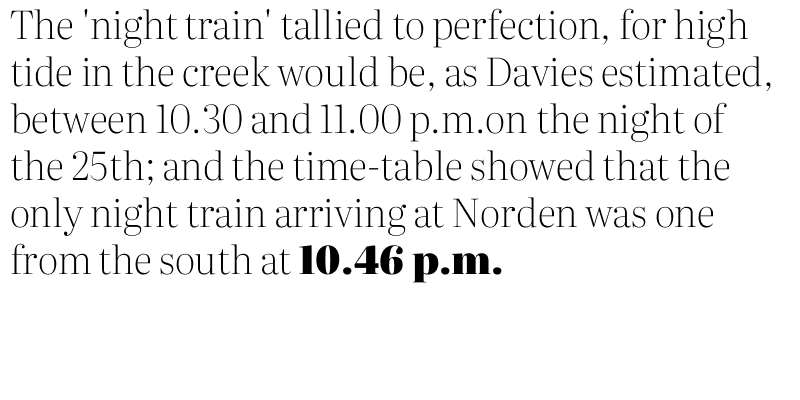 The 'night train' tallied to perfection, for high
tide in the creek would be, as Davies estimated,
between 10.30 and 11.00 p.m.on the night of
the 25th; and the time-table showed that the
only night train arriving at Norden was one
from the south at 10.46 p.m.